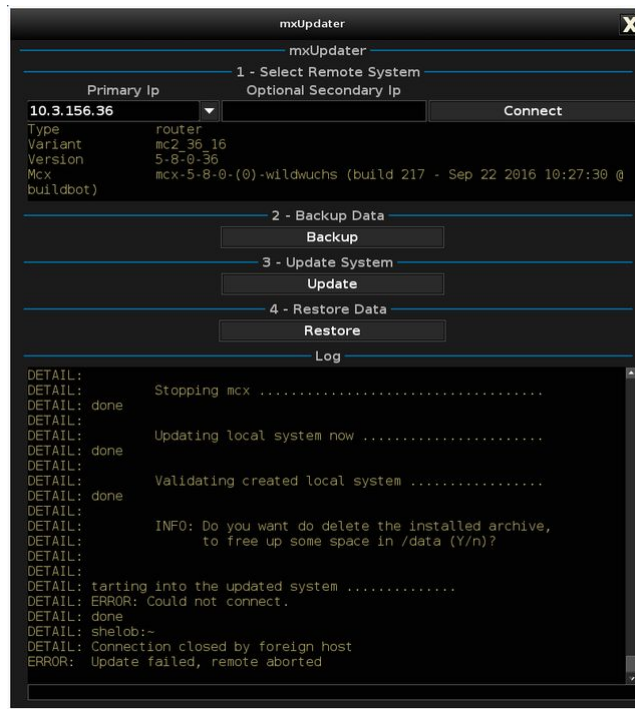 mxUpdater
X
mxUpdater
1 - Select Remote System
Primary Ip
Optional Secondary Ip
10.3.156.36
Connect
Type router
Variant mc2_36_16
Version 5-8-0-36
Mcx mcx-5-8-0-(0)-wildwuchs (build 217 - Sep 22 2016 10:27:30 @
buildbot)
2 - Backup Data
Backup
3 - Update System
Update
4 - Restore Data
Restore
Log
DETAIL:
DETAIL: Stopping mcx ....................................
DETAIL: done
DETAIL:
DETAIL: Updating local system now .......................
DETAIL: done
DETAIL:
DETAIL: Validating created local system .................
DETAIL: done
DETAIL:
DETAIL: INFO: Do you want do delete the installed archive,
DETAIL: to free up some space in /data (Y/n)?
DETAIL:
DETAIL:
DETAIL: tarting into the updated system ..............
DETAIL: ERROR: Could not connect.
DETAIL: done
DETAIL: shelob:~
DETAIL: Connection closed by foreign host
ERROR: Update failed, remote aborted